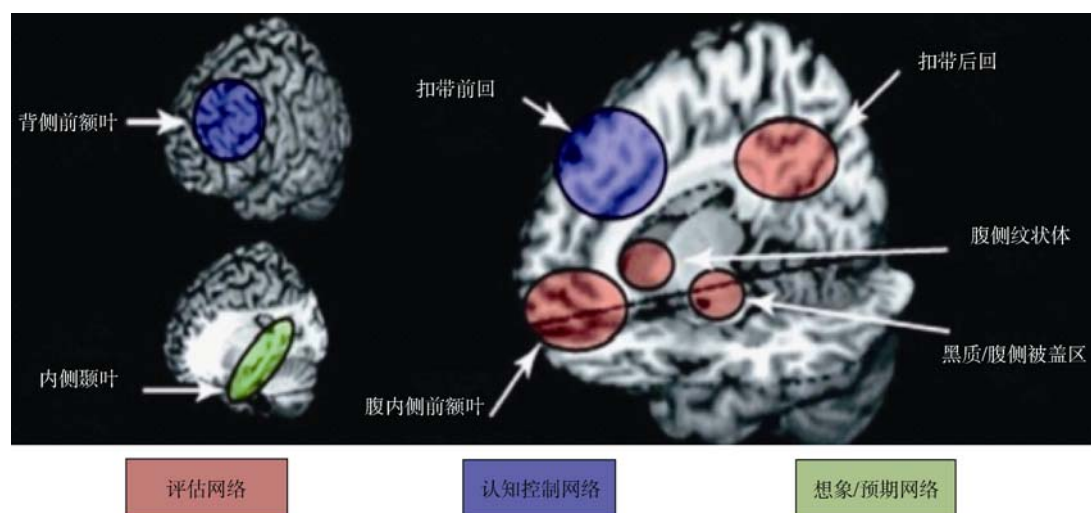 背侧前额叶
扣带前回
扣带后回
腹侧纹状体
内侧颞叶
腹内侧前额叶
黑质/腹侧被盖区
评估网络
认知控制网络
想象/预期网络